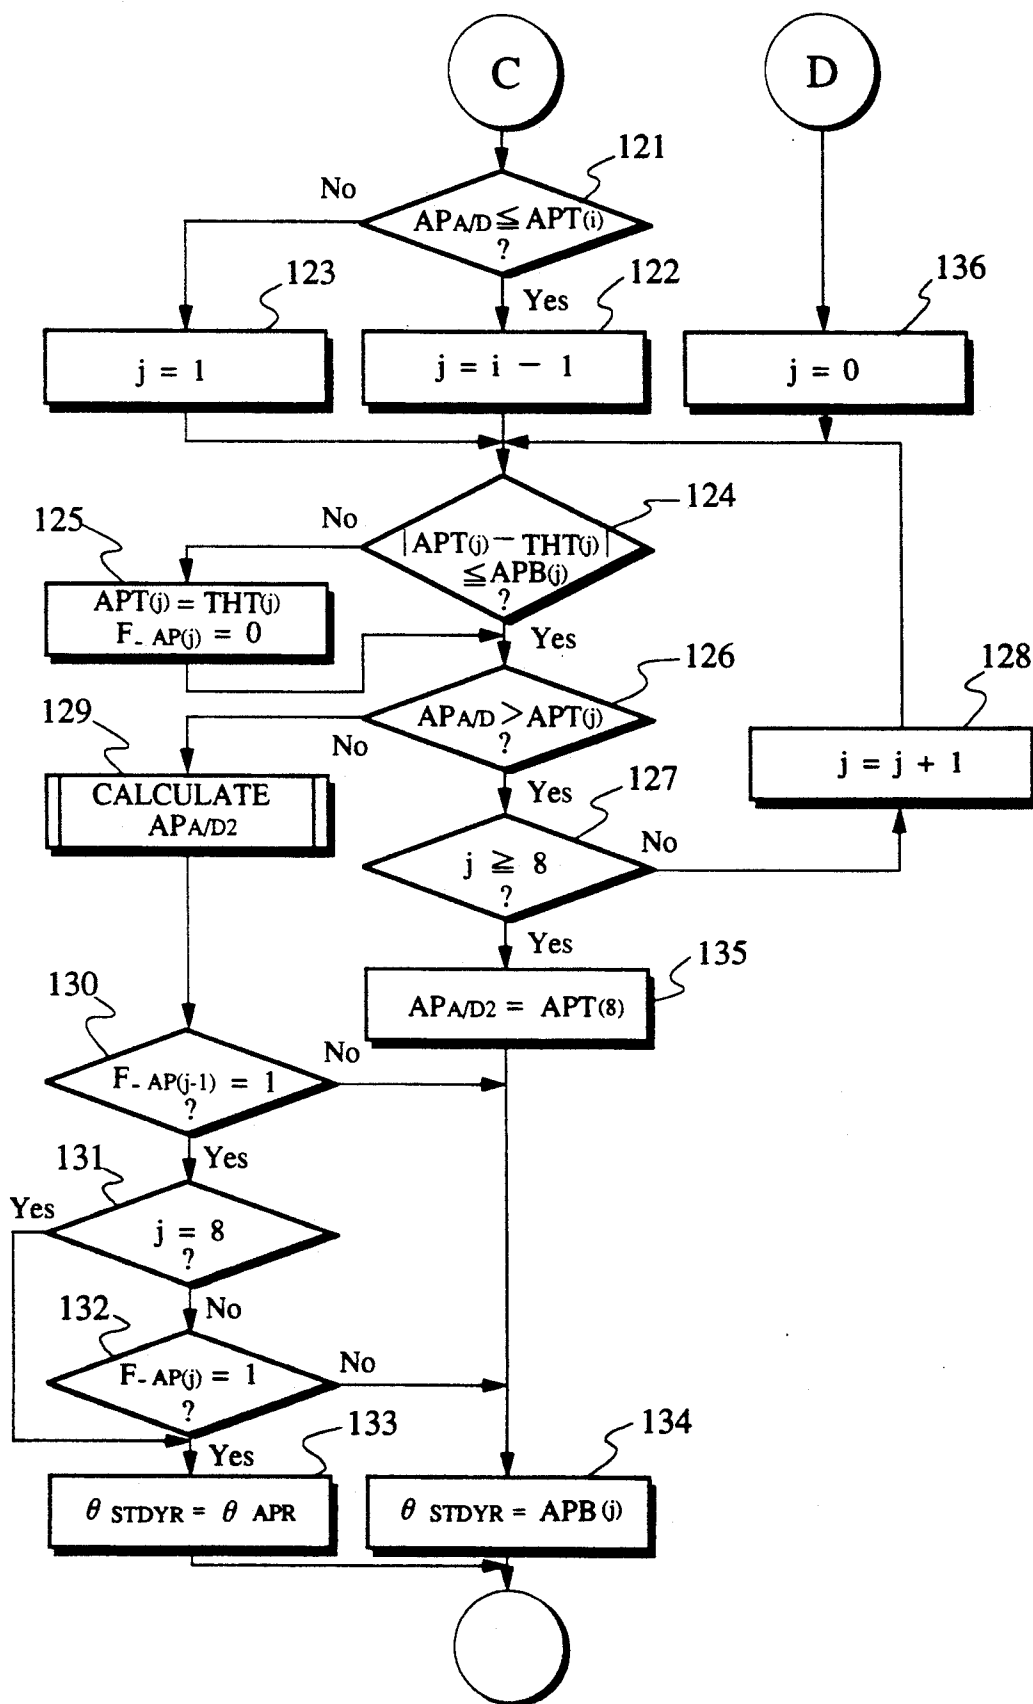 C
D
121
No
APA/D ≦ APT(i)
?
123
122
136
Yes
j = 1
j = i − 1
j = 0
124
125
No
|APT(j) − THT(j)|
≦ APB(j)
?
APT(j) = THT(j)
F- AP(j) = 0
Yes
126
128
129
APA/D > APT(j)
?
No
j = j + 1
CALCULATE
APA/D2
Yes
127
j ≧ 8
?
No
Yes
135
130
APA/D2 = APT(8)
F- AP(j-1) = 1
?
No
131
Yes
Yes
j = 8
?
132
No
F- AP(j) = 1
?
No
133
134
Yes
θ STDYR = θ APR
θ STDYR = APB(j)